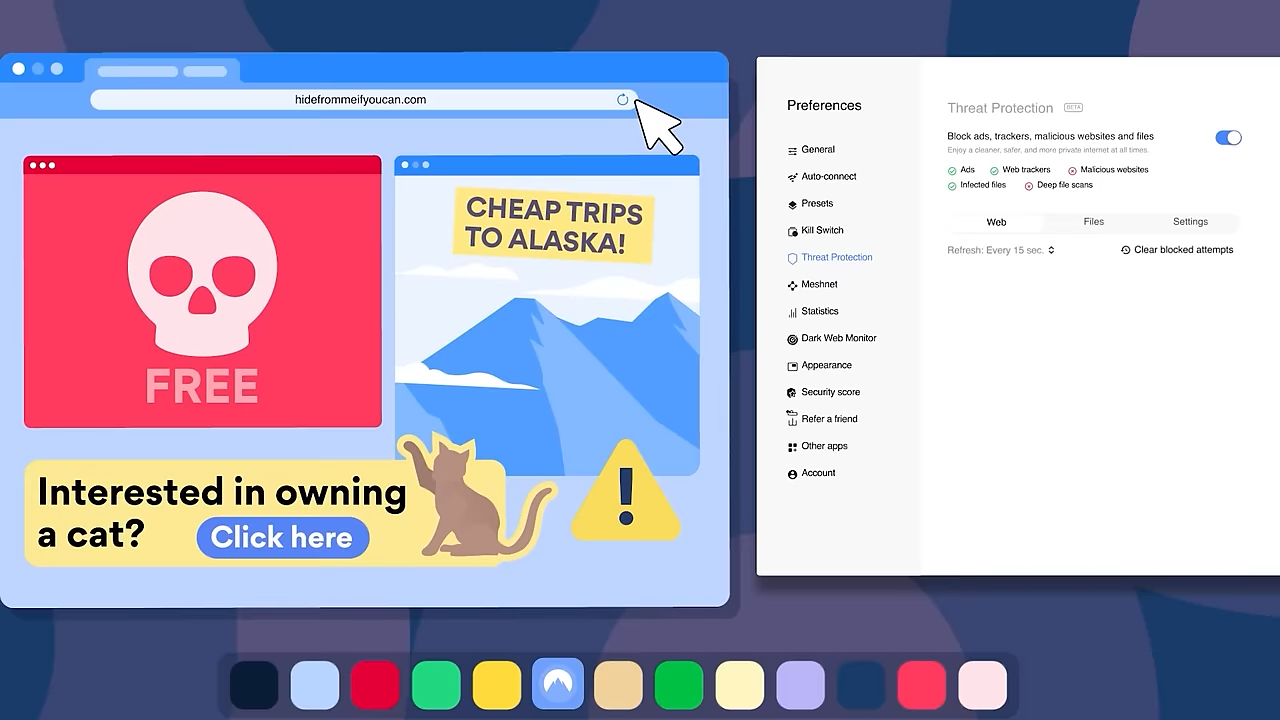 hidefrommeifyoucan.com
FREE
CHEAP TRIPS
TO ALASKA!
Interested in owning
a cat?
Click here
Preferences
General
Auto-connect
Presets
Kill Switch
Threat Protection
Meshnet
Statistics
Dark Web Monitor
Appearance
Security score
Refer a friend
Other apps
Account
Threat Protection BETA
Block ads, trackers, malicious websites and files
Enjoy a cleaner, safer, and more private internet at all times.
Ads Web trackers Malicious websites
Infected files Deep file scans
Web Files Settings
Refresh: Every 15 sec. Clear blocked attempts